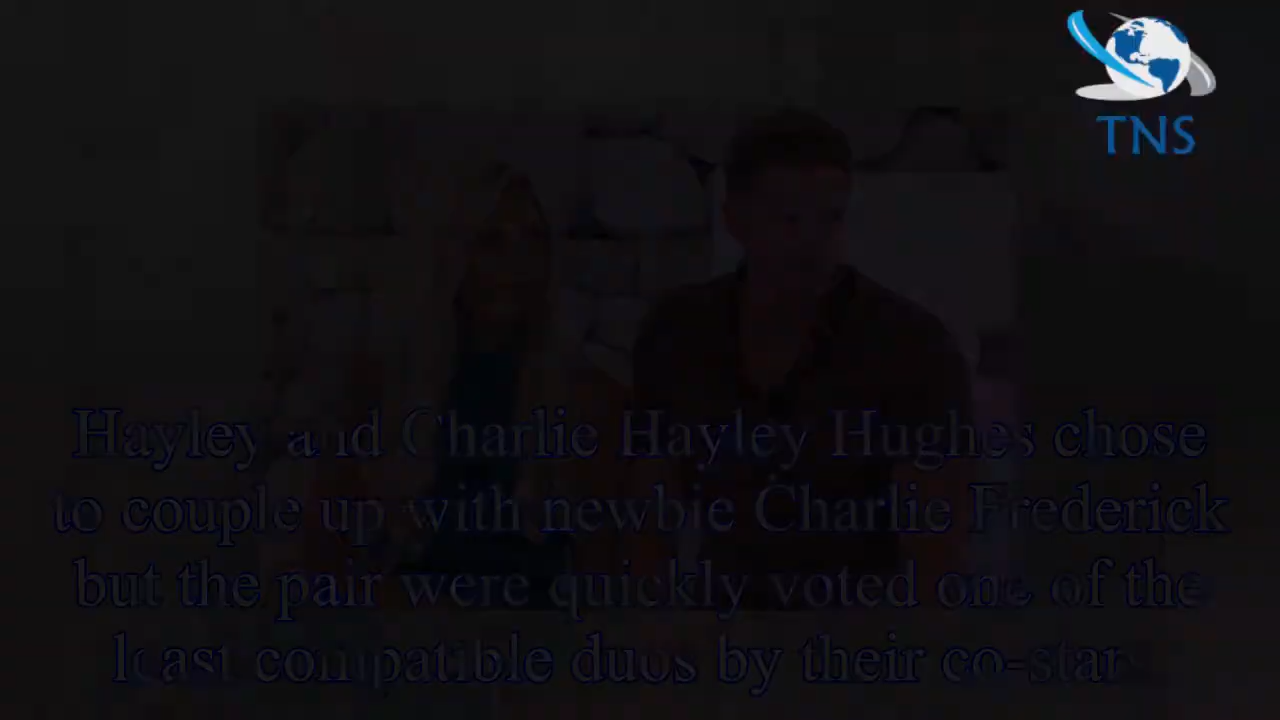 TNS
Hayley and Charlie Hayley Hughes chose
to couple up with newbie Charlie Frederick
but the pair were quickly voted one of the
least compatible duos by their co-stars